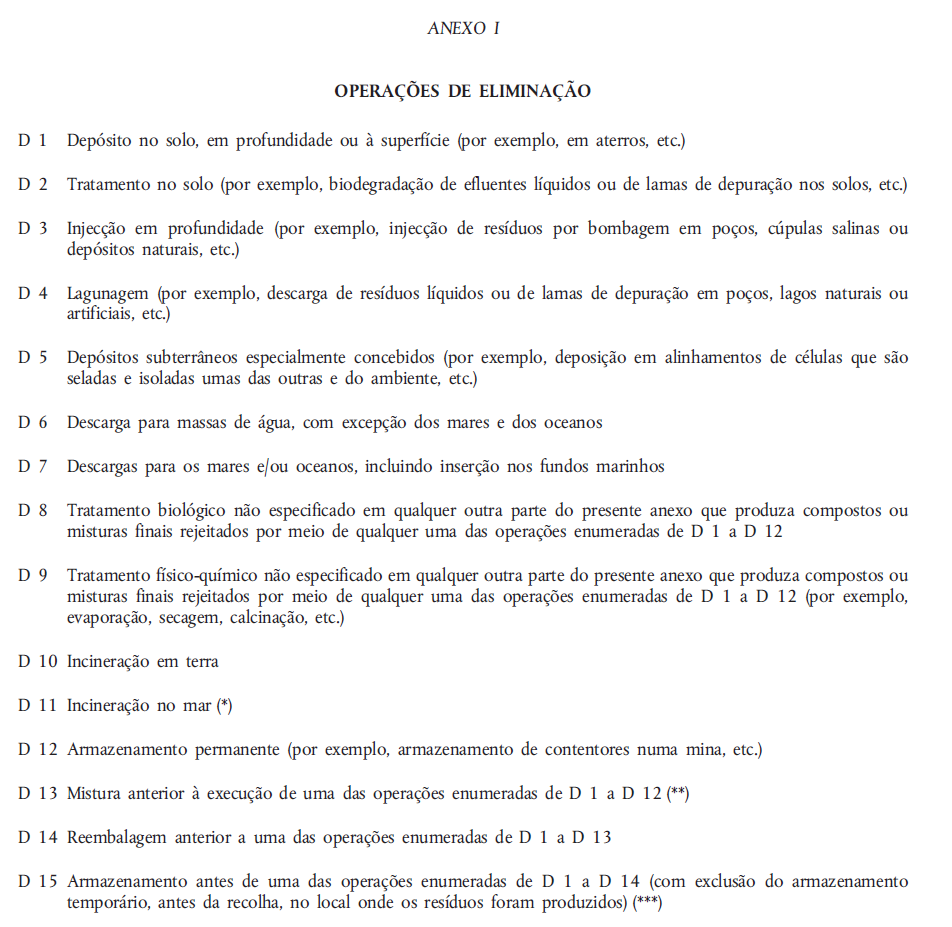 ANEXO I
OPERAÇÕES DE ELIMINAÇÃO
D 1 Depósito no solo, em profundidade ou à superfície (por exemplo, em aterros, etc.)
D 2 Tratamento no solo (por exemplo, biodegradação de efluentes líquidos ou de lamas de depuração nos solos, etc.)
D 3 Injecção em profundidade (por exemplo, injecção de resíduos por bombagem em poços, cúpulas salinas ou
depósitos naturais, etc.)
D 4 Lagunagem (por exemplo, descarga de resíduos líquidos ou de lamas de depuração em poços, lagos naturais ou
artificiais, etc.)
D 5 Depósitos subterrâneos especialmente concebidos (por exemplo, deposição em alinhamentos de células que são
seladas e isoladas umas das outras e do ambiente, etc.)
D 6 Descarga para massas de água, com excepção dos mares e dos oceanos
D 7 Descargas para os mares e/ou oceanos, incluindo inserção nos fundos marinhos
D 8 Tratamento biológico não especificado em qualquer outra parte do presente anexo que produza compostos ou
misturas finais rejeitados por meio de qualquer uma das operações enumeradas de D 1 a D 12
D 9 Tratamento físico-químico não especificado em qualquer outra parte do presente anexo que produza compostos ou
misturas finais rejeitados por meio de qualquer uma das operações enumeradas de D 1 a D 12 (por exemplo,
evaporação, secagem, calcinação, etc.)
D 10 Incineração em terra
D 11 Incineração no mar (*)
D 12 Armazenamento permanente (por exemplo, armazenamento de contentores numa mina, etc.)
D 13 Mistura anterior à execução de uma das operações enumeradas de D 1 a D 12 (**)
D 14 Reembalagem anterior a uma das operações enumeradas de D 1 a D 13
D 15 Armazenamento antes de uma das operações enumeradas de D 1 a D 14 (com exclusão do armazenamento
temporário, antes da recolha, no local onde os resíduos foram produzidos) (***)